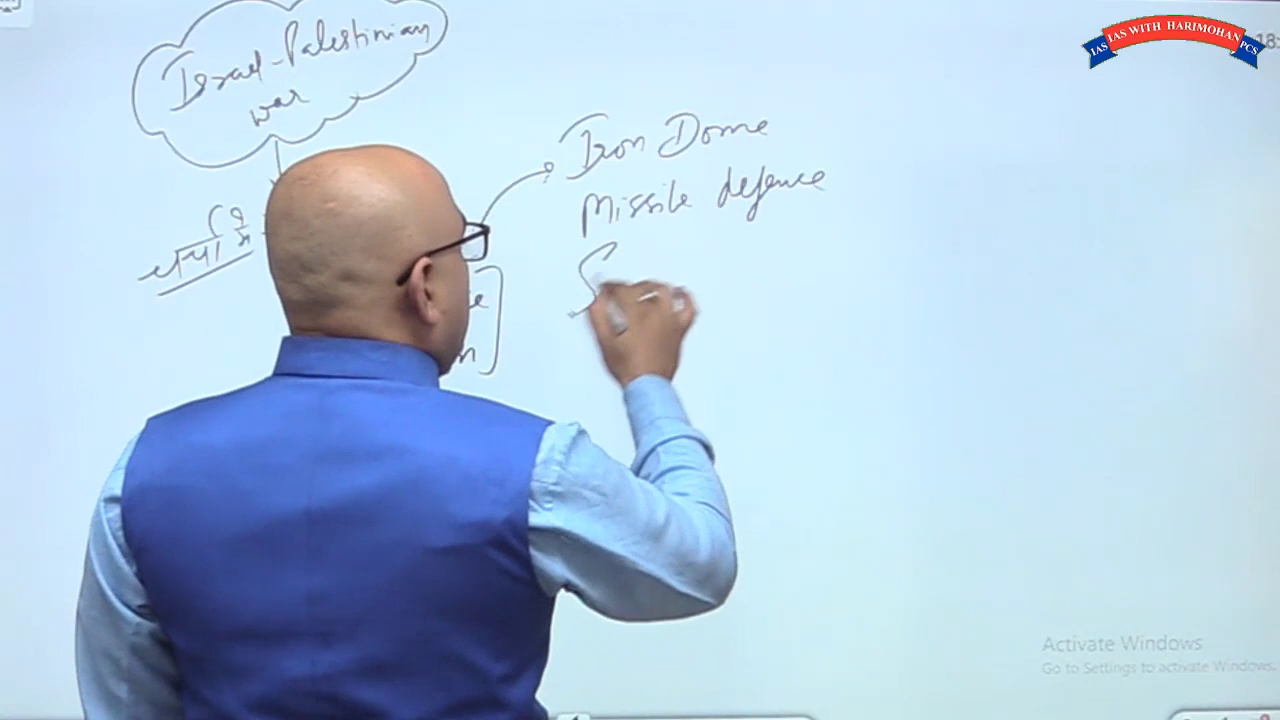 IAS IAS WITH HARIMOHAN PCS
18:
Israel-Palestinian
war
Iron Dome
Missile defence
S
Activate Windows
Go to Settings to activate Windows.